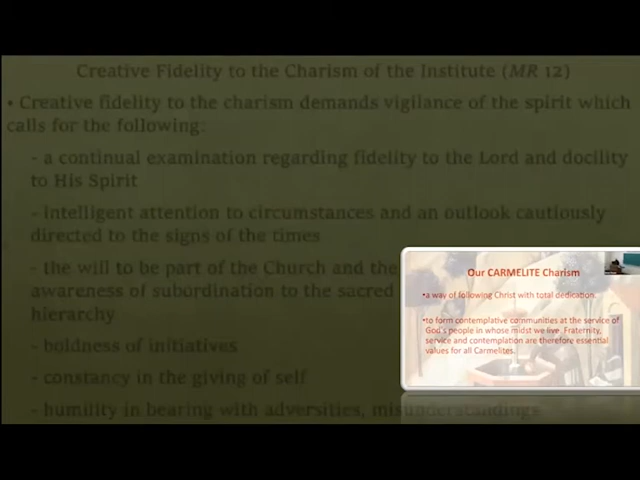 Creative Fidelity to the Charism of the Institute (MR 12)
• Creative fidelity to the charism demands vigilance of the spirit which
calls for the following:
- a continual examination regarding fidelity to the Lord and docility
to His Spirit
- intelligent attention to circumstances and an outlook cautiously
directed to the signs of the times
- the will to be part of the Church and the
awareness of subordination to the sacred
hierarchy
- boldness of initiatives
- constancy in the giving of self
- humility in bearing with adversities, misunderstandings
Our CARMELITE Charism
•a way of following Christ with total dedication.
•to form contemplative communities at the service of
God's people in whose midst we live. Fraternity,
service and contemplation are therefore essential
values for all Carmelites.